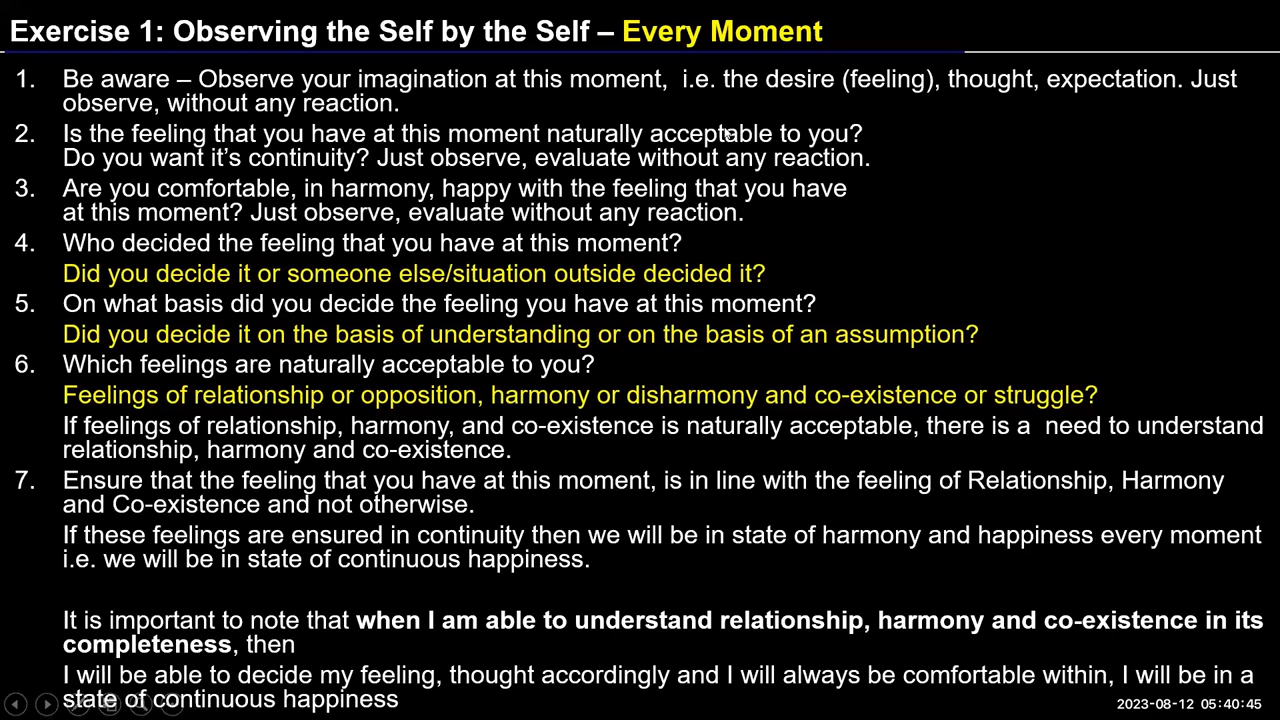 Exercise 1: Observing the Self by the Self – Every Moment
1. Be aware – Observe your imagination at this moment, i.e. the desire (feeling), thought, expectation. Just
observe, without any reaction.
2. Is the feeling that you have at this moment naturally acceptable to you?
Do you want it's continuity? Just observe, evaluate without any reaction.
3. Are you comfortable, in harmony, happy with the feeling that you have
at this moment? Just observe, evaluate without any reaction.
4. Who decided the feeling that you have at this moment?
Did you decide it or someone else/situation outside decided it?
5. On what basis did you decide the feeling you have at this moment?
Did you decide it on the basis of understanding or on the basis of an assumption?
6. Which feelings are naturally acceptable to you?
Feelings of relationship or opposition, harmony or disharmony and co-existence or struggle?
If feelings of relationship, harmony, and co-existence is naturally acceptable, there is a need to understand
relationship, harmony and co-existence.
7. Ensure that the feeling that you have at this moment, is in line with the feeling of Relationship, Harmony
and Co-existence and not otherwise.
If these feelings are ensured in continuity then we will be in state of harmony and happiness every moment
i.e. we will be in state of continuous happiness.
It is important to note that when I am able to understand relationship, harmony and co-existence in its
completeness, then
I will be able to decide my feeling, thought accordingly and I will always be comfortable within, I will be in a
state of continuous happiness
2023-08-12 05:40:45